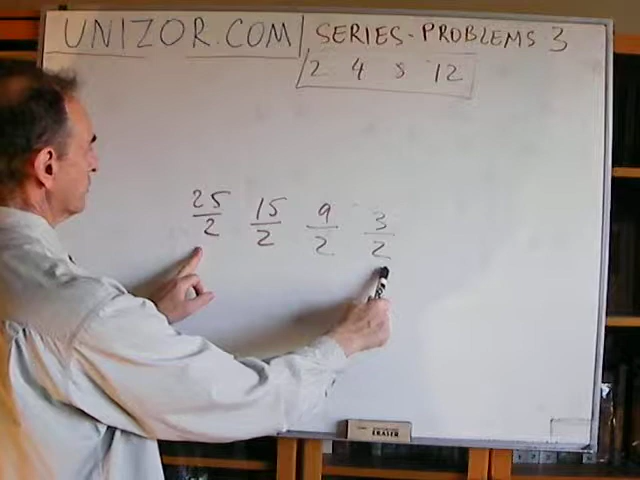 UNIZOR.COM | SERIES-PROBLEMS 3
2 4 8 12
25/2 15/2 9/2 3/2
ERASER